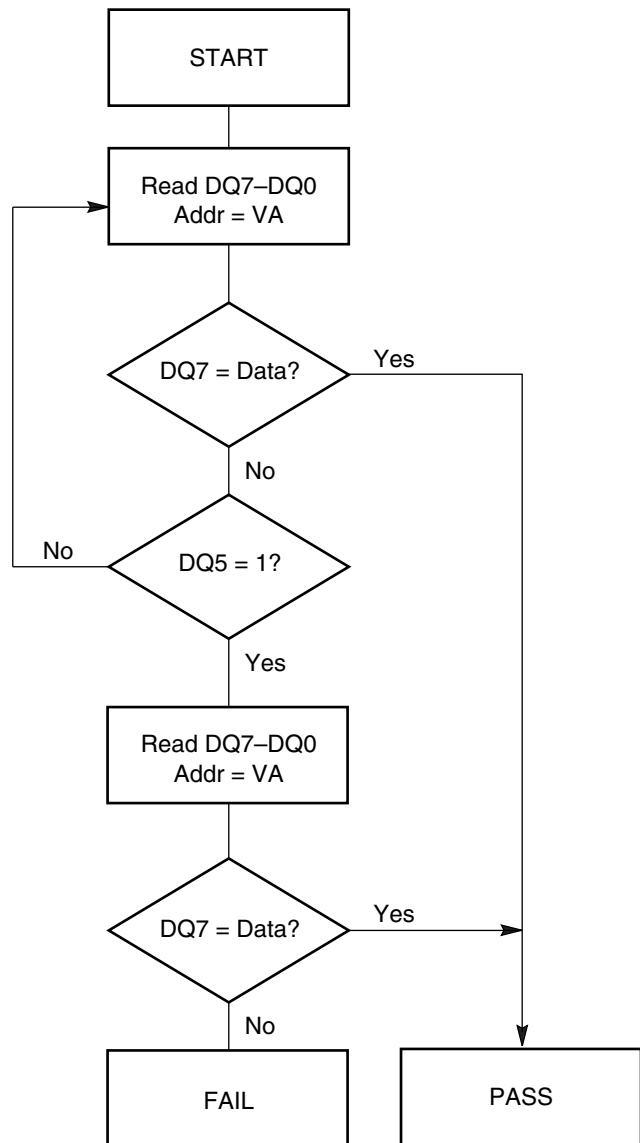 START
Read DQ7–DQ0
Addr = VA
DQ7 = Data?
Yes
No
DQ5 = 1?
No
Yes
Read DQ7–DQ0
Addr = VA
DQ7 = Data?
Yes
No
FAIL
PASS